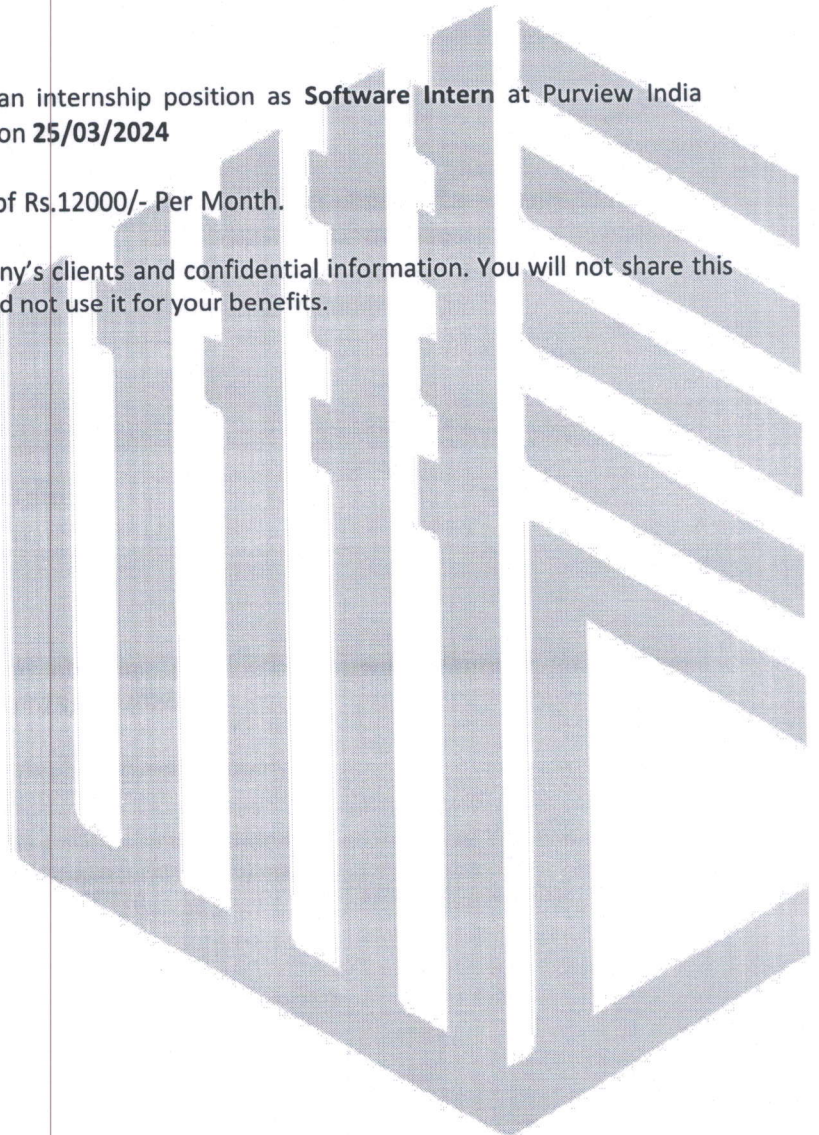 an internship position as Software Intern at Purview India
on 25/03/2024
of Rs.12000/- Per Month.
clients and confidential information. You will not share this
not use it for your benefits.